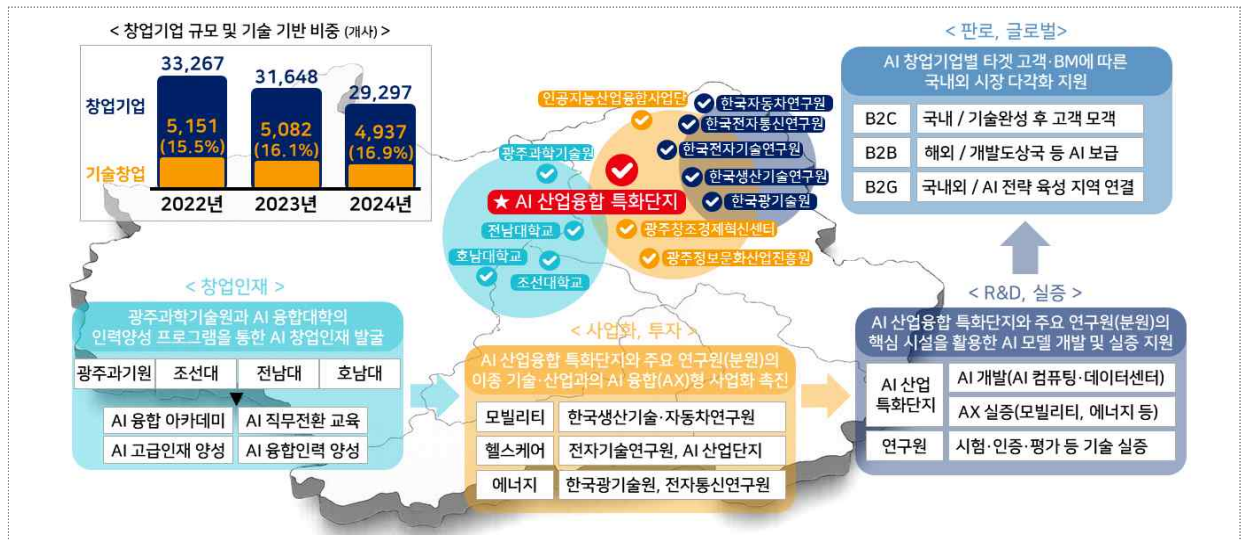 < 창업기업 규모 및 기술 기반 비중 (개사) >
33,267
31,648
29,297
창업기업
5,151
(15.5%)
5,082
(16.1%)
4,937
(16.9%)
기술창업
2022년
2023년
2024년
인공지능산업융합사업단
한국자동차연구원
한국전자통신연구원
한국전자기술연구원
광주과학기술원
한국생산기술연구원
★ AI 산업융합 특화단지
한국광기술원
전남대학교
광주창조경제혁신센터
호남대학교
조선대학교
광주정보문화산업진흥원
< 판로, 글로벌>
AI 창업기업별 타겟 고객·BM에 따른
국내외 시장 다각화 지원
B2C 국내 / 기술완성 후 고객 모객
B2B 해외 / 개발도상국 등 AI 보급
B2G 국내외 / AI 전략 육성 지역 연결
< 창업인재 >
광주과학기술원과 AI 융합대학의
인력양성 프로그램을 통한 AI 창업인재 발굴
광주과기원 조선대 전남대 호남대
AI 융합 아카데미 AI 직무전환 교육
AI 고급인재 양성 AI 융합인력 양성
< 사업화, 투자 >
AI 산업융합 특화단지와 주요 연구원(분원)의
이종 기술·산업과의 AI 융합(AX)형 사업화 촉진
모빌리티 한국생산기술·자동차연구원
헬스케어 전자기술연구원, AI 산업단지
에너지 한국광기술원, 전자통신연구원
< R&D, 실증 >
AI 산업융합 특화단지와 주요 연구원(분원)의
핵심 시설을 활용한 AI 모델 개발 및 실증 지원
AI 산업
특화단지
AI 개발(AI 컴퓨팅·데이터센터)
AX 실증(모빌리티, 에너지 등)
연구원 시험·인증·평가 등 기술 실증